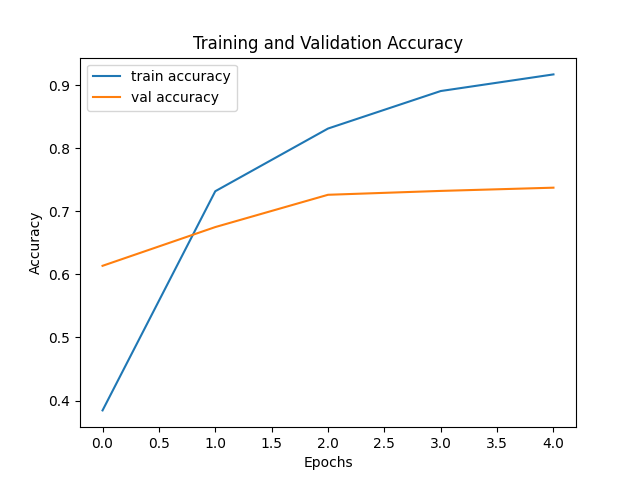 Training and Validation Accuracy
train accuracy
val accuracy
Accuracy
0.9
0.8
0.7
0.6
0.5
0.4
0.0 0.5 1.0 1.5 2.0 2.5 3.0 3.5 4.0
Epochs